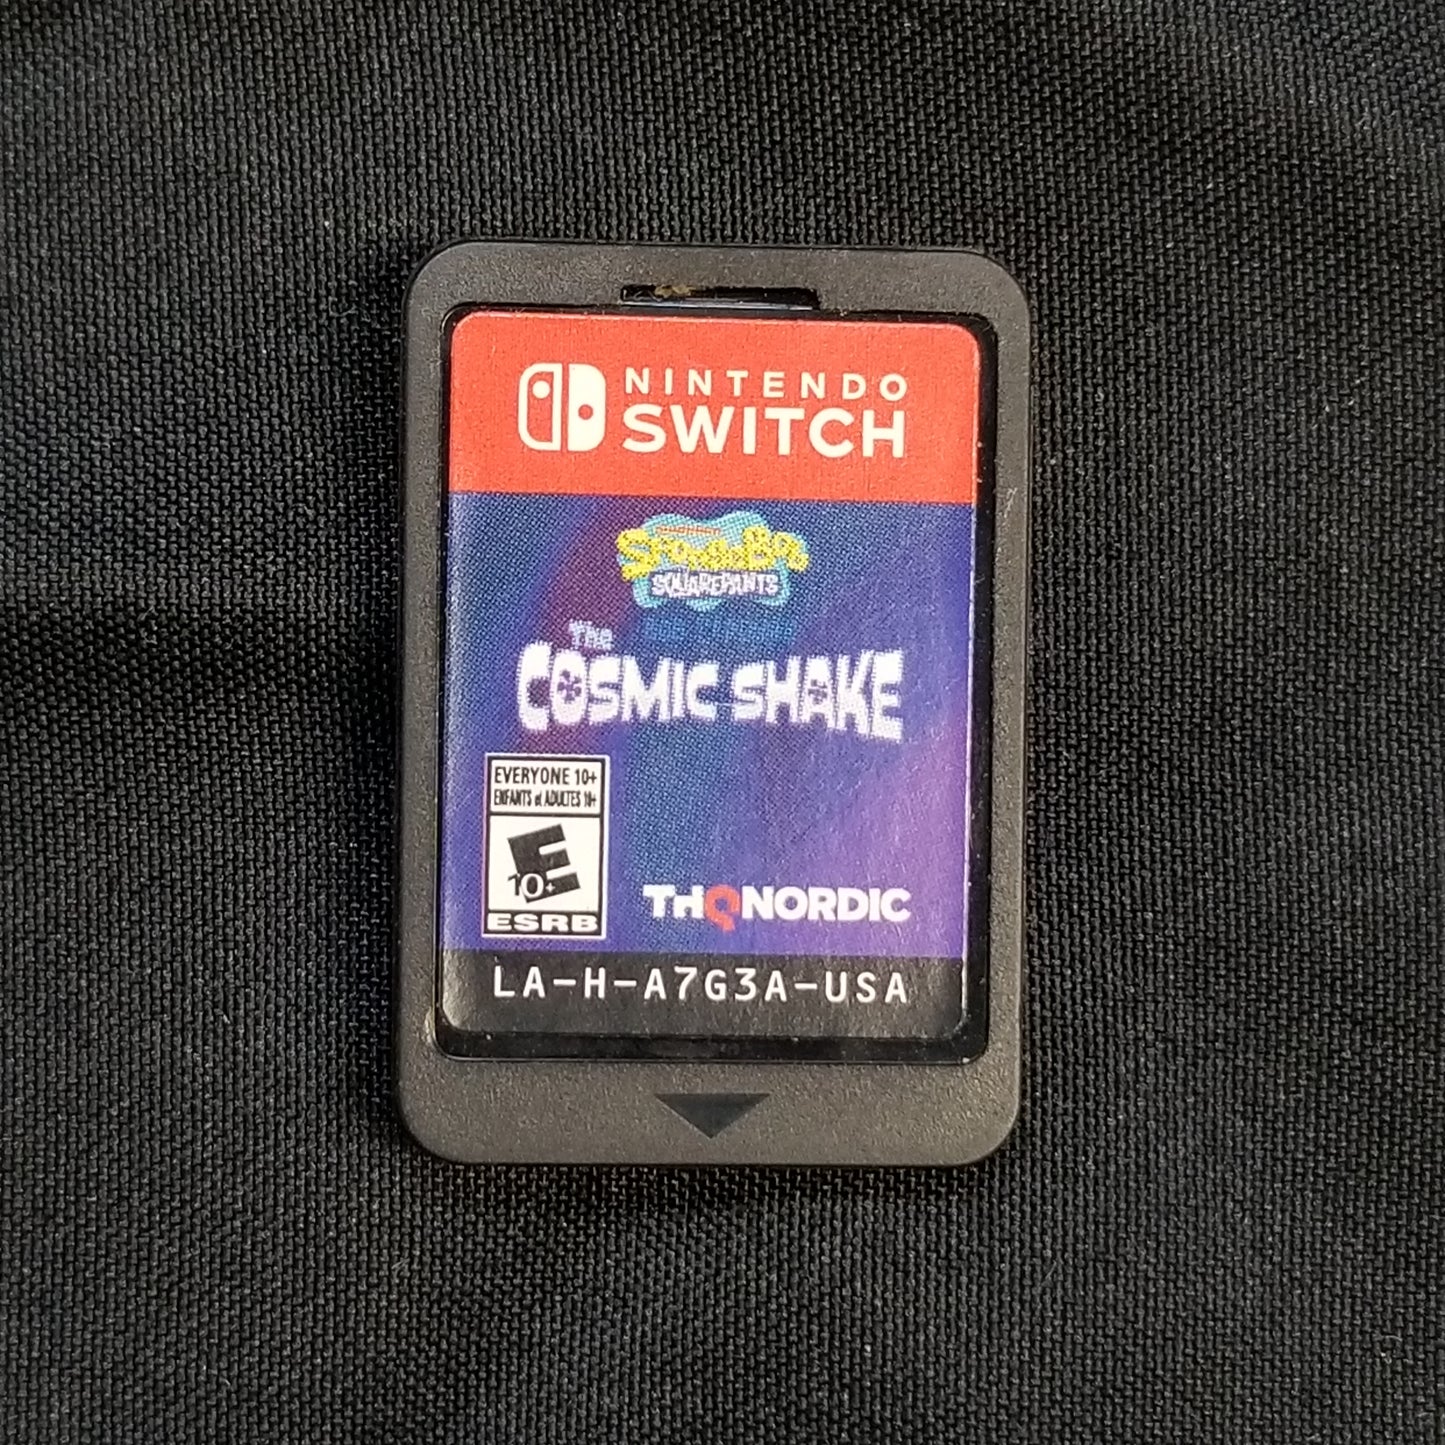 NINTENDO
SWITCH
SPONGEBOB
SQUAREPANTS
The
COSMIC SHAKE
EVERYONE 10+
ENFANTS et ADULTES 10+
E
10+
ESRB
THQNORDIC
LA-H-A7G3A-USA